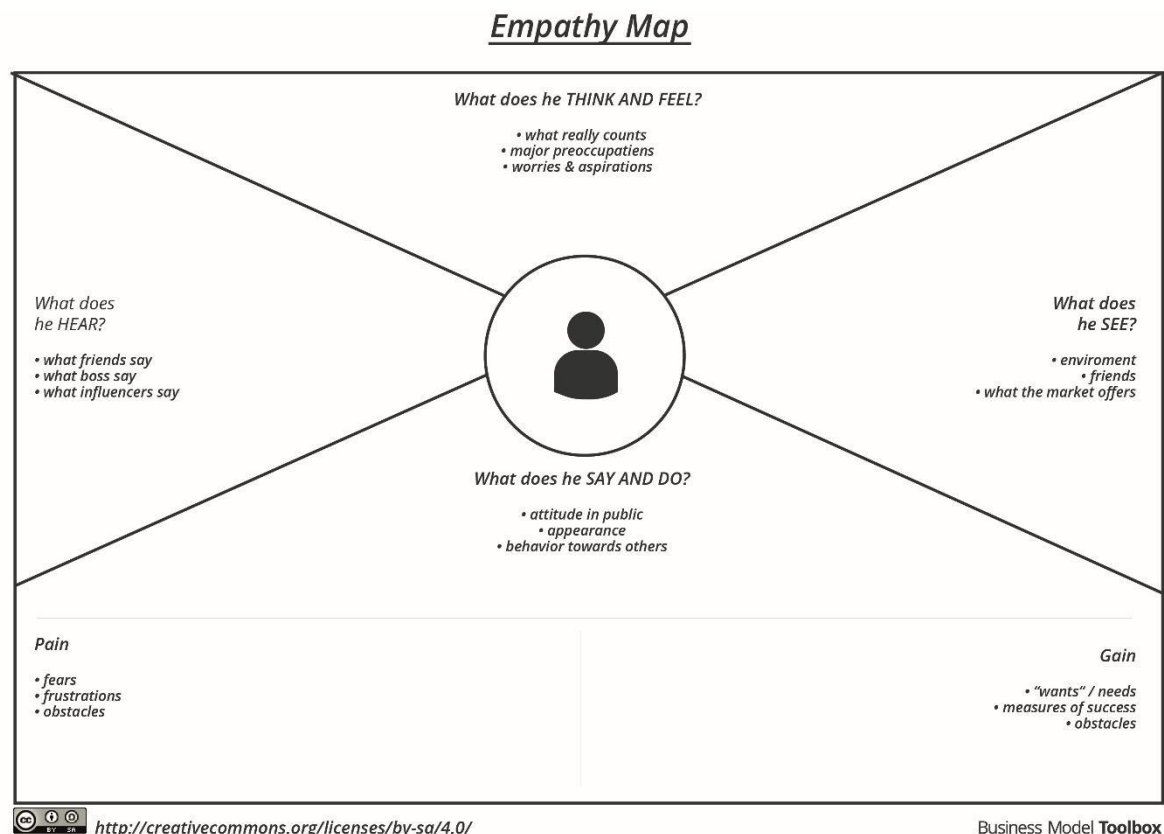 Empathy Map
What does he THINK AND FEEL?
• what really counts
• major preoccupatiens
• worries & aspirations
What does
he HEAR?
• what friends say
• what boss say
• what influencers say
What does
he SEE?
• enviroment
• friends
• what the market offers
What does he SAY AND DO?
• attitude in public
• appearance
• behavior towards others
Pain
• fears
• frustrations
• obstacles
Gain
• "wants" / needs
• measures of success
• obstacles
cc BY SA
http://creativecommons.org/licenses/by-sa/4.0/
Business Model Toolbox